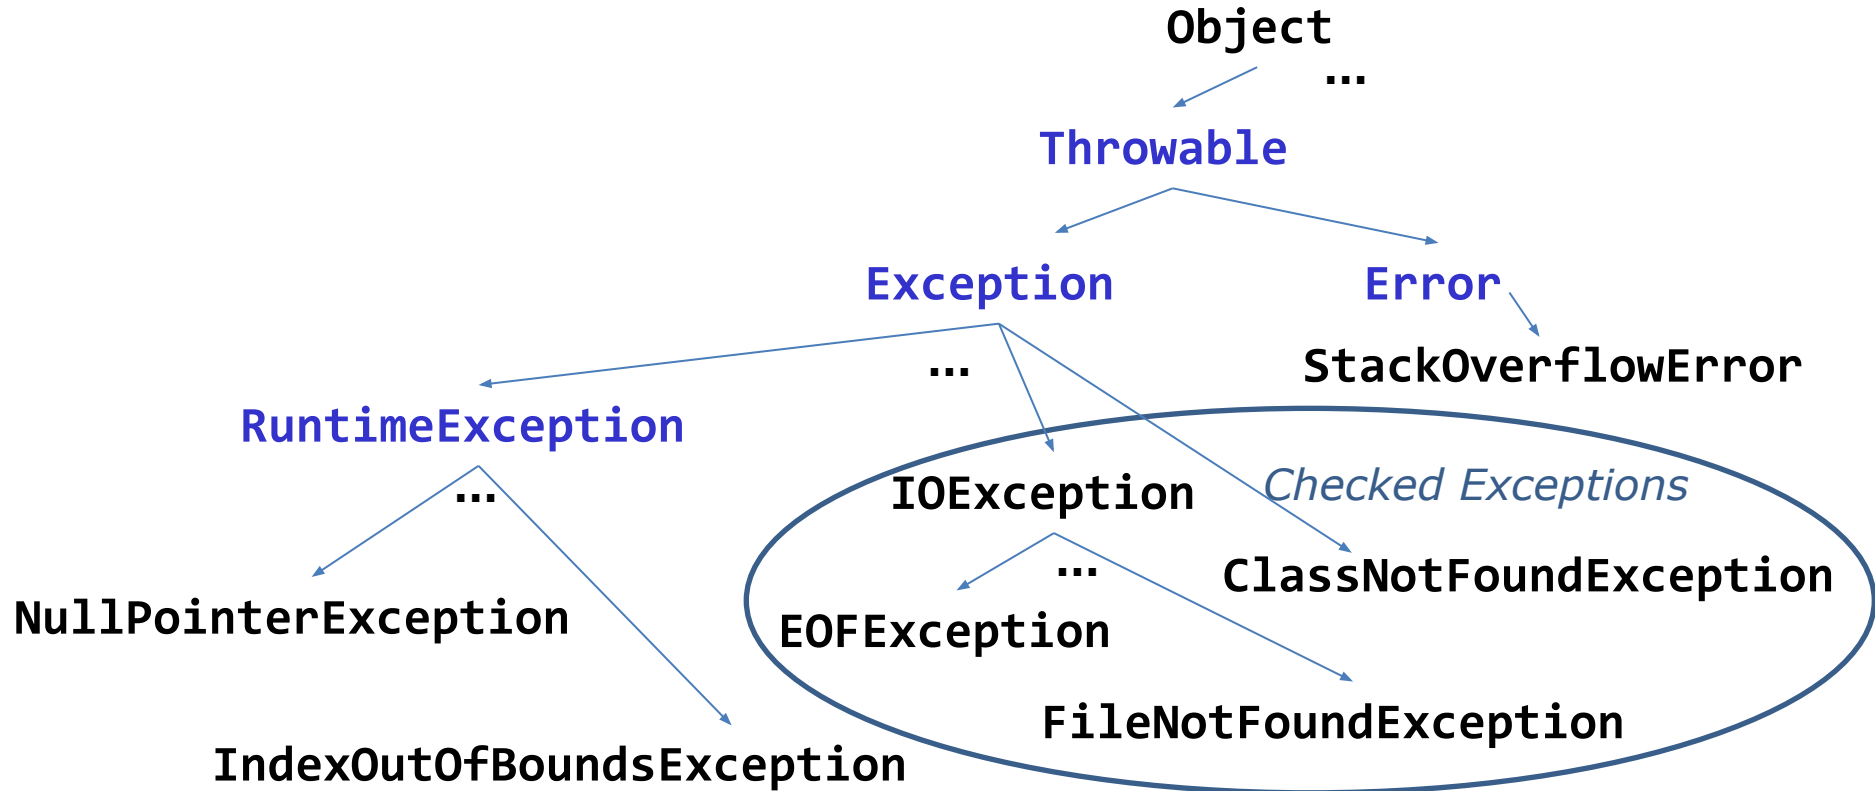 Object
...
Throwable
Exception
Error
...
StackOverflowError
RuntimeException
...
IOException
Checked Exceptions
...
ClassNotFoundException
NullPointerException
EOFException
FileNotFoundException
IndexOutOfBoundsException